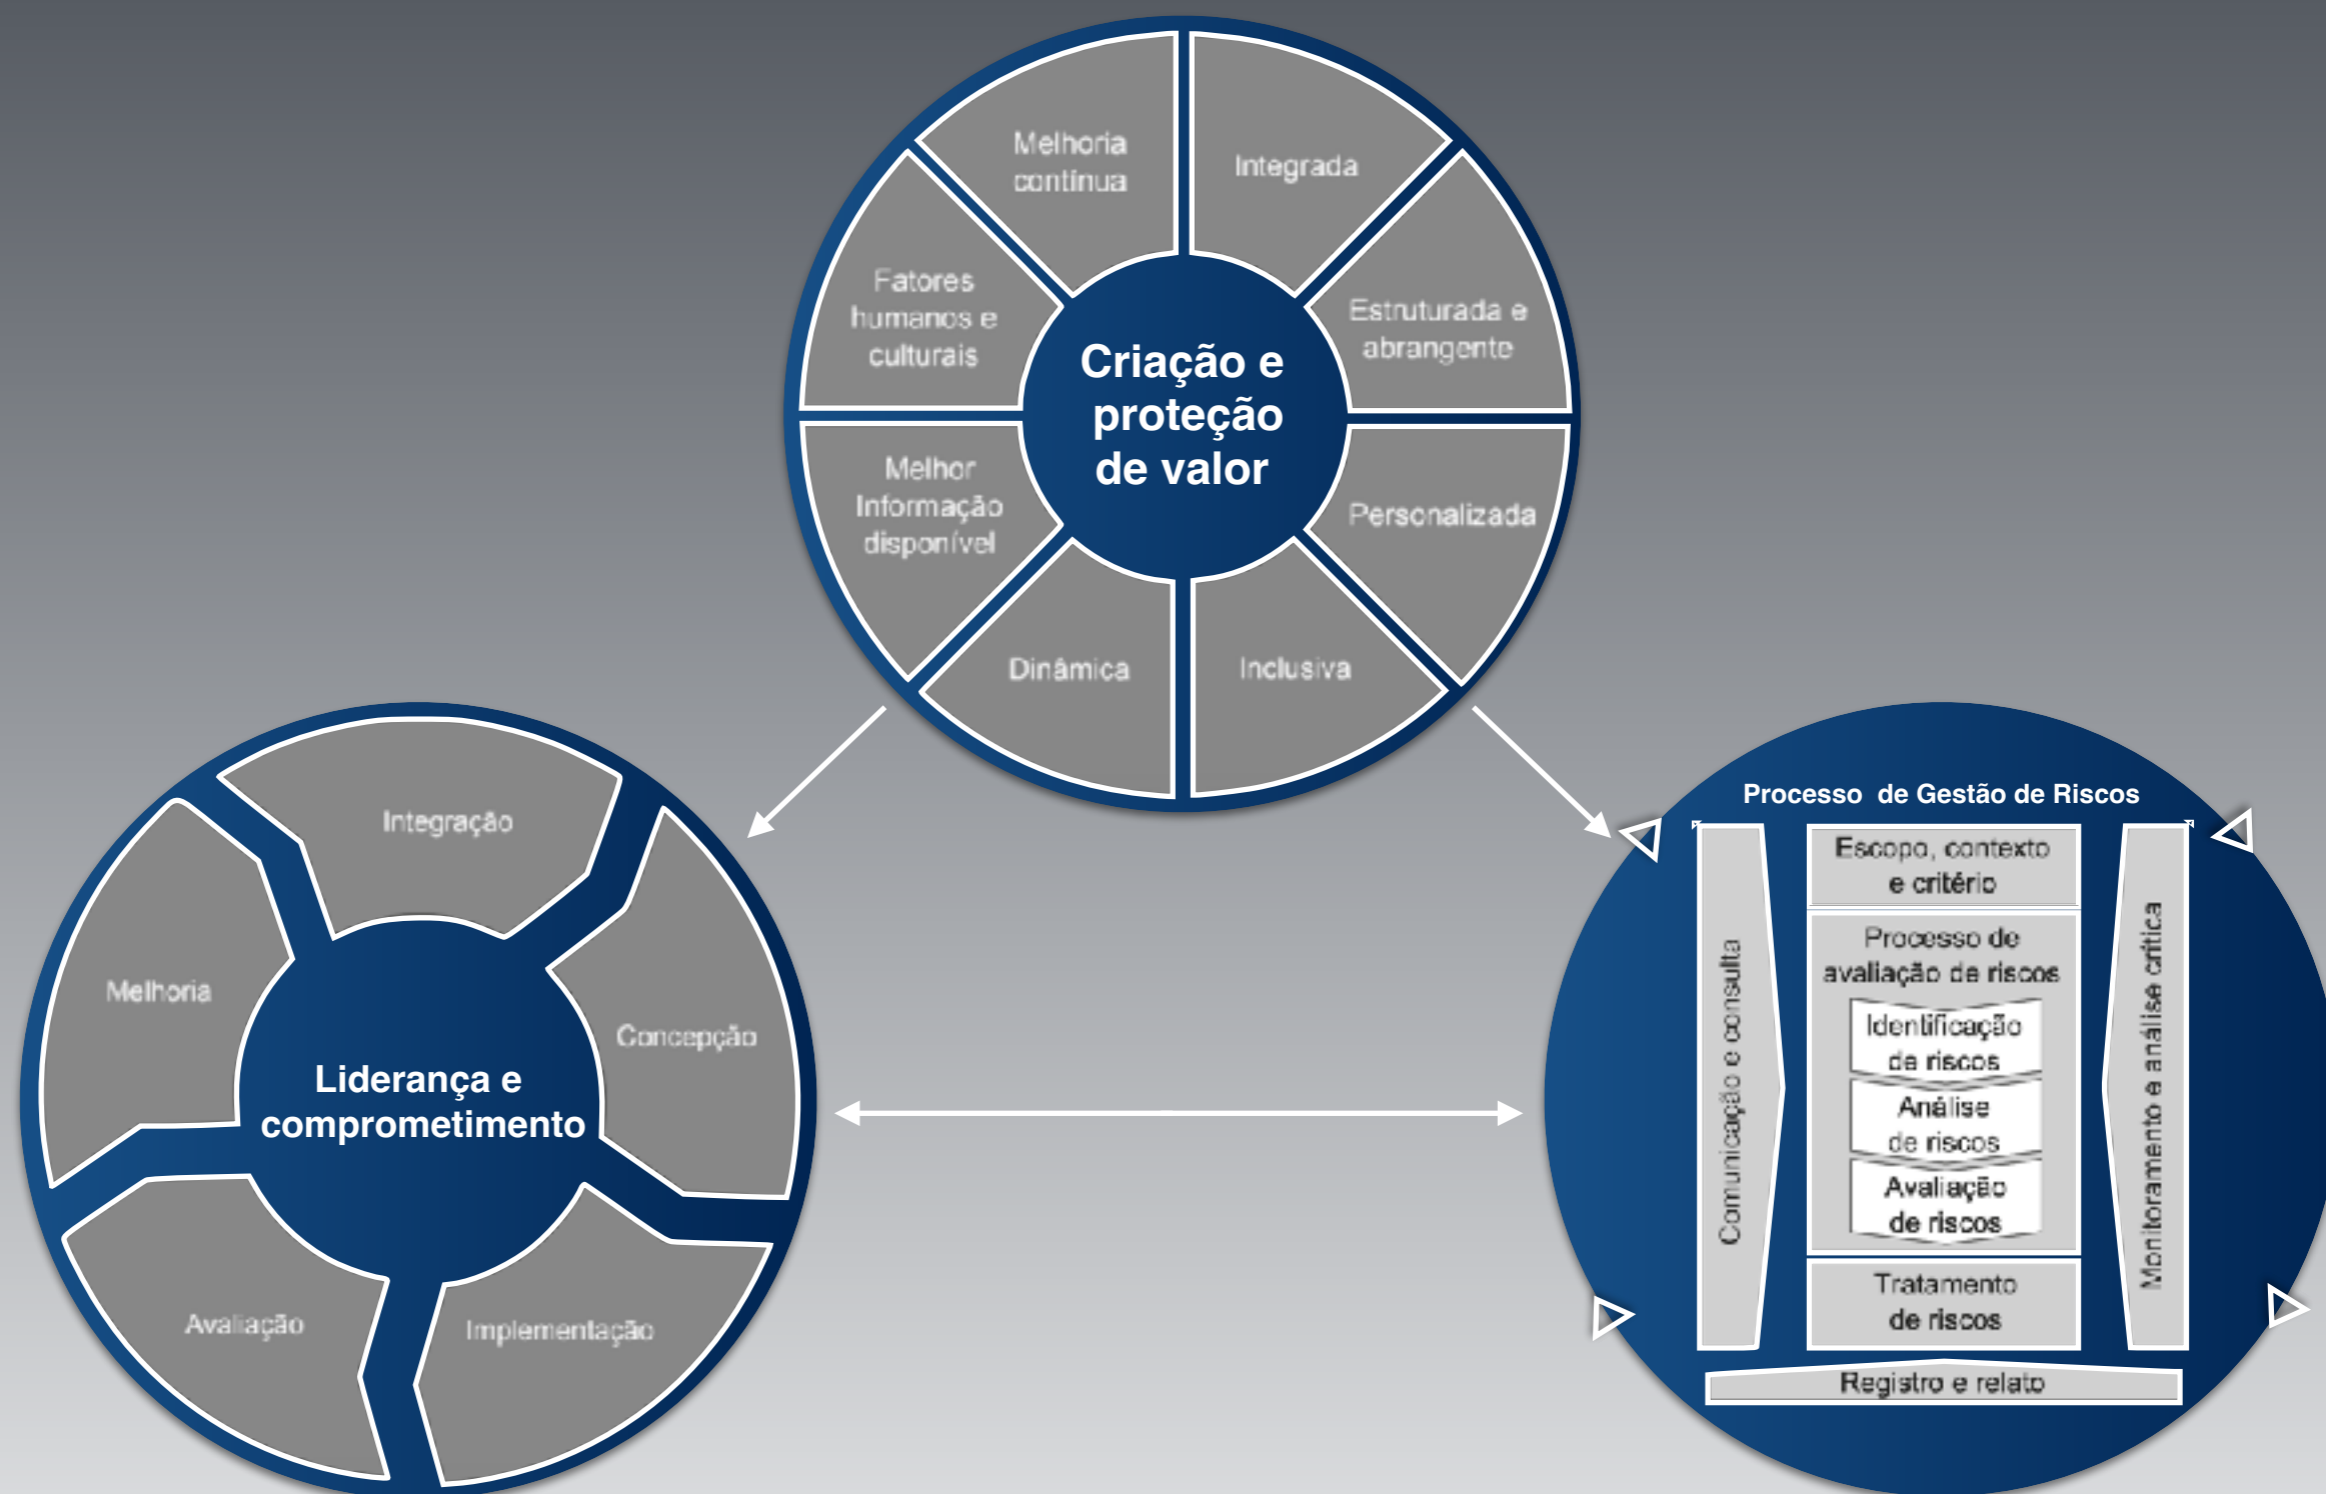 Melhoria
contínua
Integrada
Fatores
humanos e
culturais
Estruturada e
abrangente
Criação e
proteção
de valor
Melhor
Informação
disponível
Personalizada
Dinâmica
Inclusiva
Integração
Melhoria
Concepção
Liderança e
comprometimento
Avaliação
Implementação
Processo de Gestão de Riscos
Escopo, contexto
e critério
Processo de
avaliação de riscos
Identificação
de riscos
Análise
de riscos
Avaliação
de riscos
Tratamento
de riscos
Comunicação e consulta
Monitoramento e análise crítica
Registro e relato